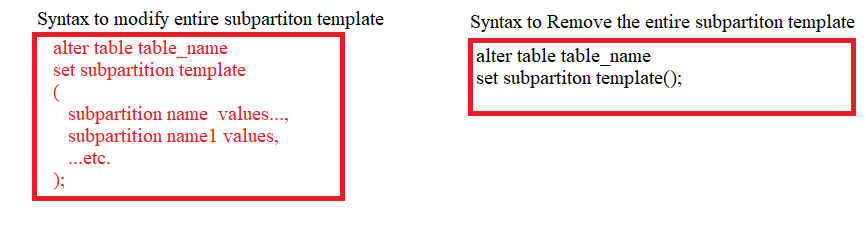 Syntax to modify entire subpartiton template
alter table table_name
set subpartition template
(
subpartition name  values...,
subpartition name1 values,
...etc.
);
Syntax to Remove the entire subpartition template
alter table table_name
set subpartiton template();